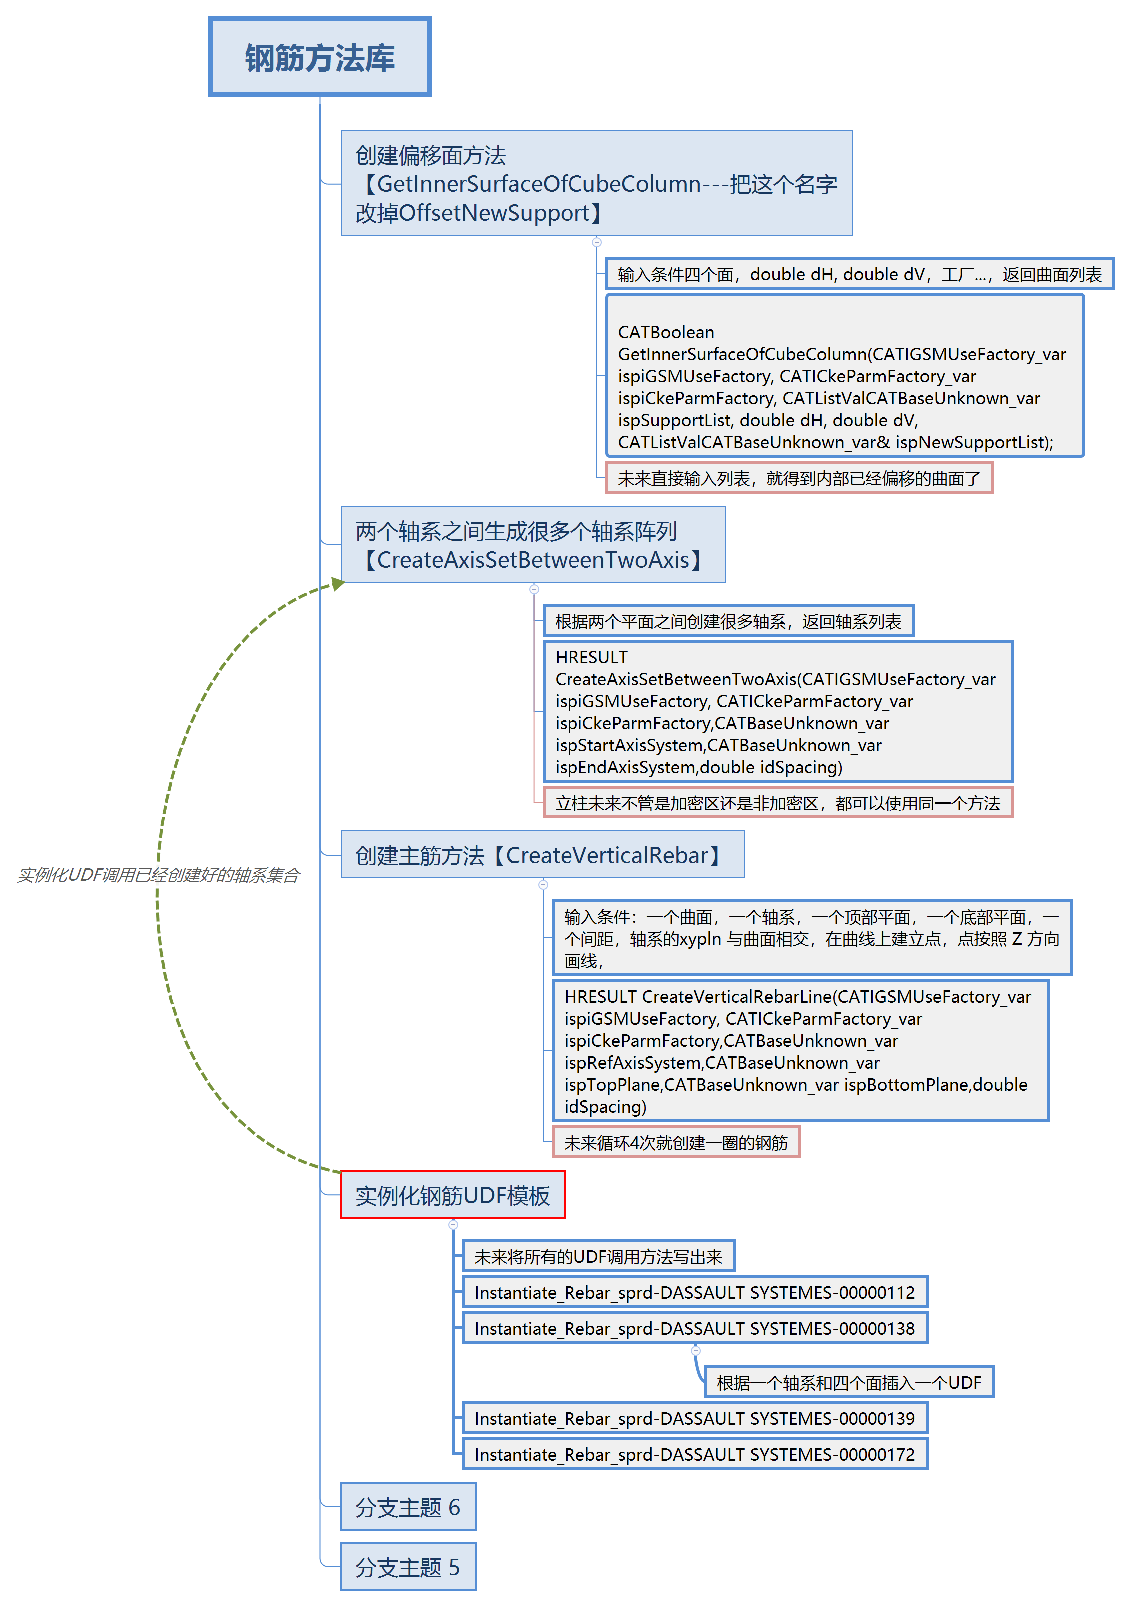 钢筋方法库
创建偏移面方法
【GetInnerSurfaceOfCubeColumn---把这个名字
改掉OffsetNewSupport】
输入条件四个面，double dH, double dV，工厂...，返回曲面列表
CATBoolean
GetInnerSurfaceOfCubeColumn(CATIGSMUseFactory_var
ispiGSMUseFactory, CATICkeParmFactory_var
ispiCkeParmFactory, CATListValCATBaseUnknown_var
ispSupportList, double dH, double dV,
CATListValCATBaseUnknown_var& ispNewSupportList);
未来直接输入列表，就得到内部已经偏移的曲面了
两个轴系之间生成很多个轴系阵列
【CreateAxisSetBetweenTwoAxis】
根据两个平面之间创建很多轴系，返回轴系列表
HRESULT
CreateAxisSetBetweenTwoAxis(CATIGSMUseFactory_var
ispiGSMUseFactory, CATICkeParmFactory_var
ispiCkeParmFactory,CATBaseUnknown_var
ispStartAxisSystem,CATBaseUnknown_var
ispEndAxisSystem,double idSpacing)
立柱未来不管是加密区还是非加密区，都可以使用同一个方法
创建主筋方法【CreateVerticalRebar】
实例化UDF调用已经创建好的轴系集合
输入条件：一个曲面，一个轴系，一个顶部平面，一个底部平面，一
个间距，轴系的xypln 与曲面相交，在曲线上建立点，点按照 Z 方向
画线，
HRESULT CreateVerticalRebarLine(CATIGSMUseFactory_var
ispiGSMUseFactory, CATICkeParmFactory_var
ispiCkeParmFactory,CATBaseUnknown_var
ispRefAxisSystem,CATBaseUnknown_var
ispTopPlane,CATBaseUnknown_var ispBottomPlane,double
idSpacing)
未来循环4次就创建一圈的钢筋
实例化钢筋UDF模板
未来将所有的UDF调用方法写出来
Instantiate_Rebar_sprd-DASSAULT SYSTEMES-00000112
Instantiate_Rebar_sprd-DASSAULT SYSTEMES-00000138
根据一个轴系和四个面插入一个UDF
Instantiate_Rebar_sprd-DASSAULT SYSTEMES-00000139
Instantiate_Rebar_sprd-DASSAULT SYSTEMES-00000172
分支主题 6
分支主题 5